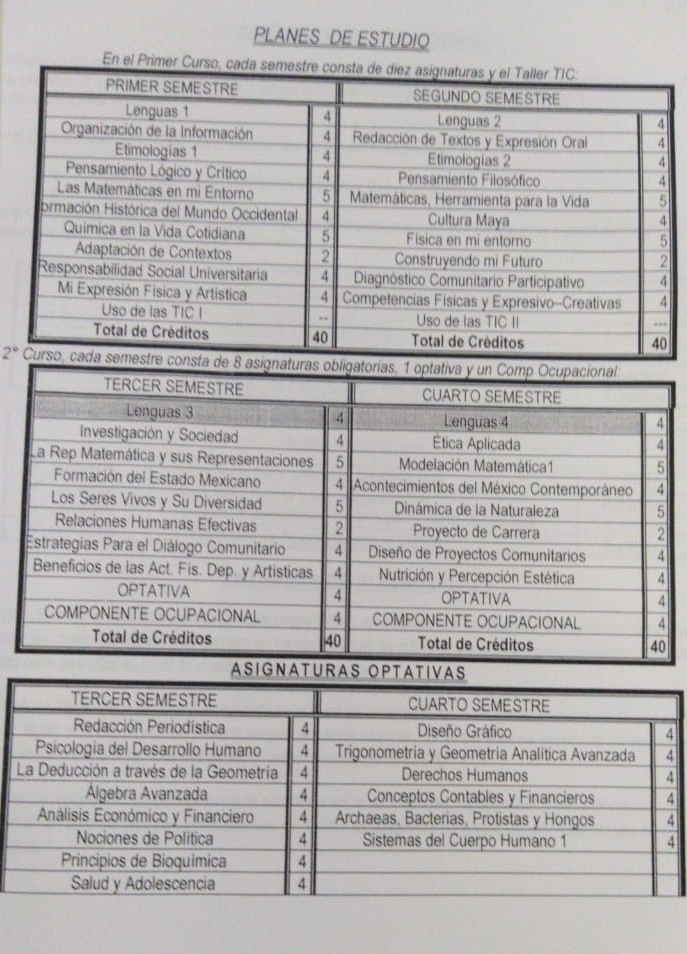 PLANES DE ESTUDIO
En el Primer Curso, cada semestre consta de diez asignaturas y el Taller TIC:
PRIMER SEMESTRE
Lenguas 1 4
Organización de la Información 4
Etimologías 1 4
Pensamiento Lógico y Crítico 4
Las Matemáticas en mi Entorno 5
ormación Histórica del Mundo Occidental 4
Química en la Vida Cotidiana 5
Adaptación de Contextos 2
Responsabilidad Social Universitaria 4
Mi Expresión Física y Artística 4
Uso de las TIC I ---
Total de Créditos 40
SEGUNDO SEMESTRE
Lenguas 2 4
Redacción de Textos y Expresión Oral 4
Etimologías 2 4
Pensamiento Filosófico 4
Matemáticas, Herramienta para la Vida 5
Cultura Maya 4
Física en mi entorno 5
Construyendo mi Futuro 2
Diagnóstico Comunitario Participativo 4
Competencias Físicas y Expresivo-Creativas 4
Uso de las TIC II ---
Total de Créditos 40
2° Curso, cada semestre consta de 8 asignaturas obligatorias, 1 optativa y un Comp Ocupacional:
TERCER SEMESTRE
Lenguas 3 4
Investigación y Sociedad 4
La Rep Matemática y sus Representaciones 5
Formación del Estado Mexicano 4
Los Seres Vivos y Su Diversidad 5
Relaciones Humanas Efectivas 2
Estrategias Para el Diálogo Comunitario 4
Beneficios de las Act. Fís. Dep. y Artísticas 4
OPTATIVA 4
COMPONENTE OCUPACIONAL 4
Total de Créditos 40
CUARTO SEMESTRE
Lenguas 4 4
Ética Aplicada 4
Modelación Matemática1 5
Acontecimientos del México Contemporáneo 4
Dinámica de la Naturaleza 5
Proyecto de Carrera 2
Diseño de Proyectos Comunitarios 4
Nutrición y Percepción Estética 4
OPTATIVA 4
COMPONENTE OCUPACIONAL 4
Total de Créditos 40
ASIGNATURAS OPTATIVAS
TERCER SEMESTRE
Redacción Periodística 4
Psicología del Desarrollo Humano 4
La Deducción a través de la Geometría 4
Álgebra Avanzada 4
Análisis Económico y Financiero 4
Nociones de Política 4
Principios de Bioquímica 4
Salud y Adolescencia 4
CUARTO SEMESTRE
Diseño Gráfico 4
Trigonometría y Geometría Analítica Avanzada 4
Derechos Humanos 4
Conceptos Contables y Financieros 4
Archaeas, Bacterias, Protistas y Hongos 4
Sistemas del Cuerpo Humano 1 4